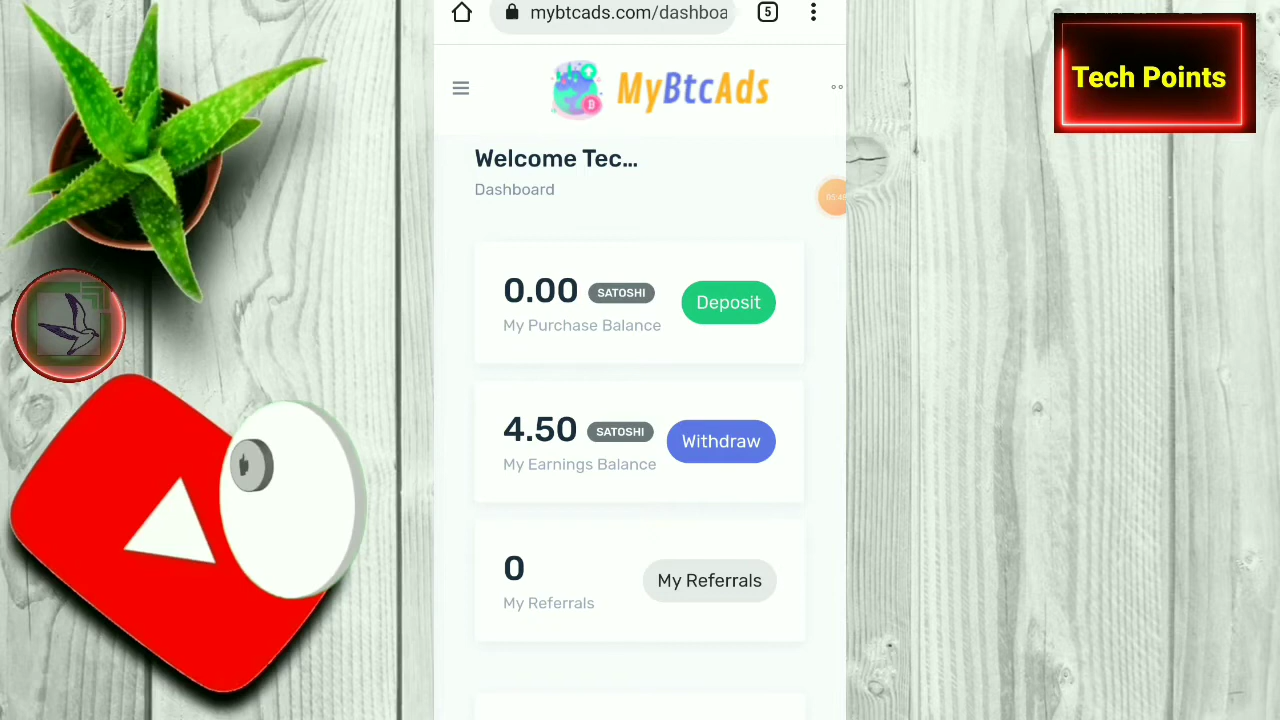 mybtcads.com/dashboa
5
MyBtcAds
Tech Points
Welcome Tec...
Dashboard
0.00 SATOSHI
Deposit
My Purchase Balance
4.50 SATOSHI
Withdraw
My Earnings Balance
0
My Referrals
My Referrals